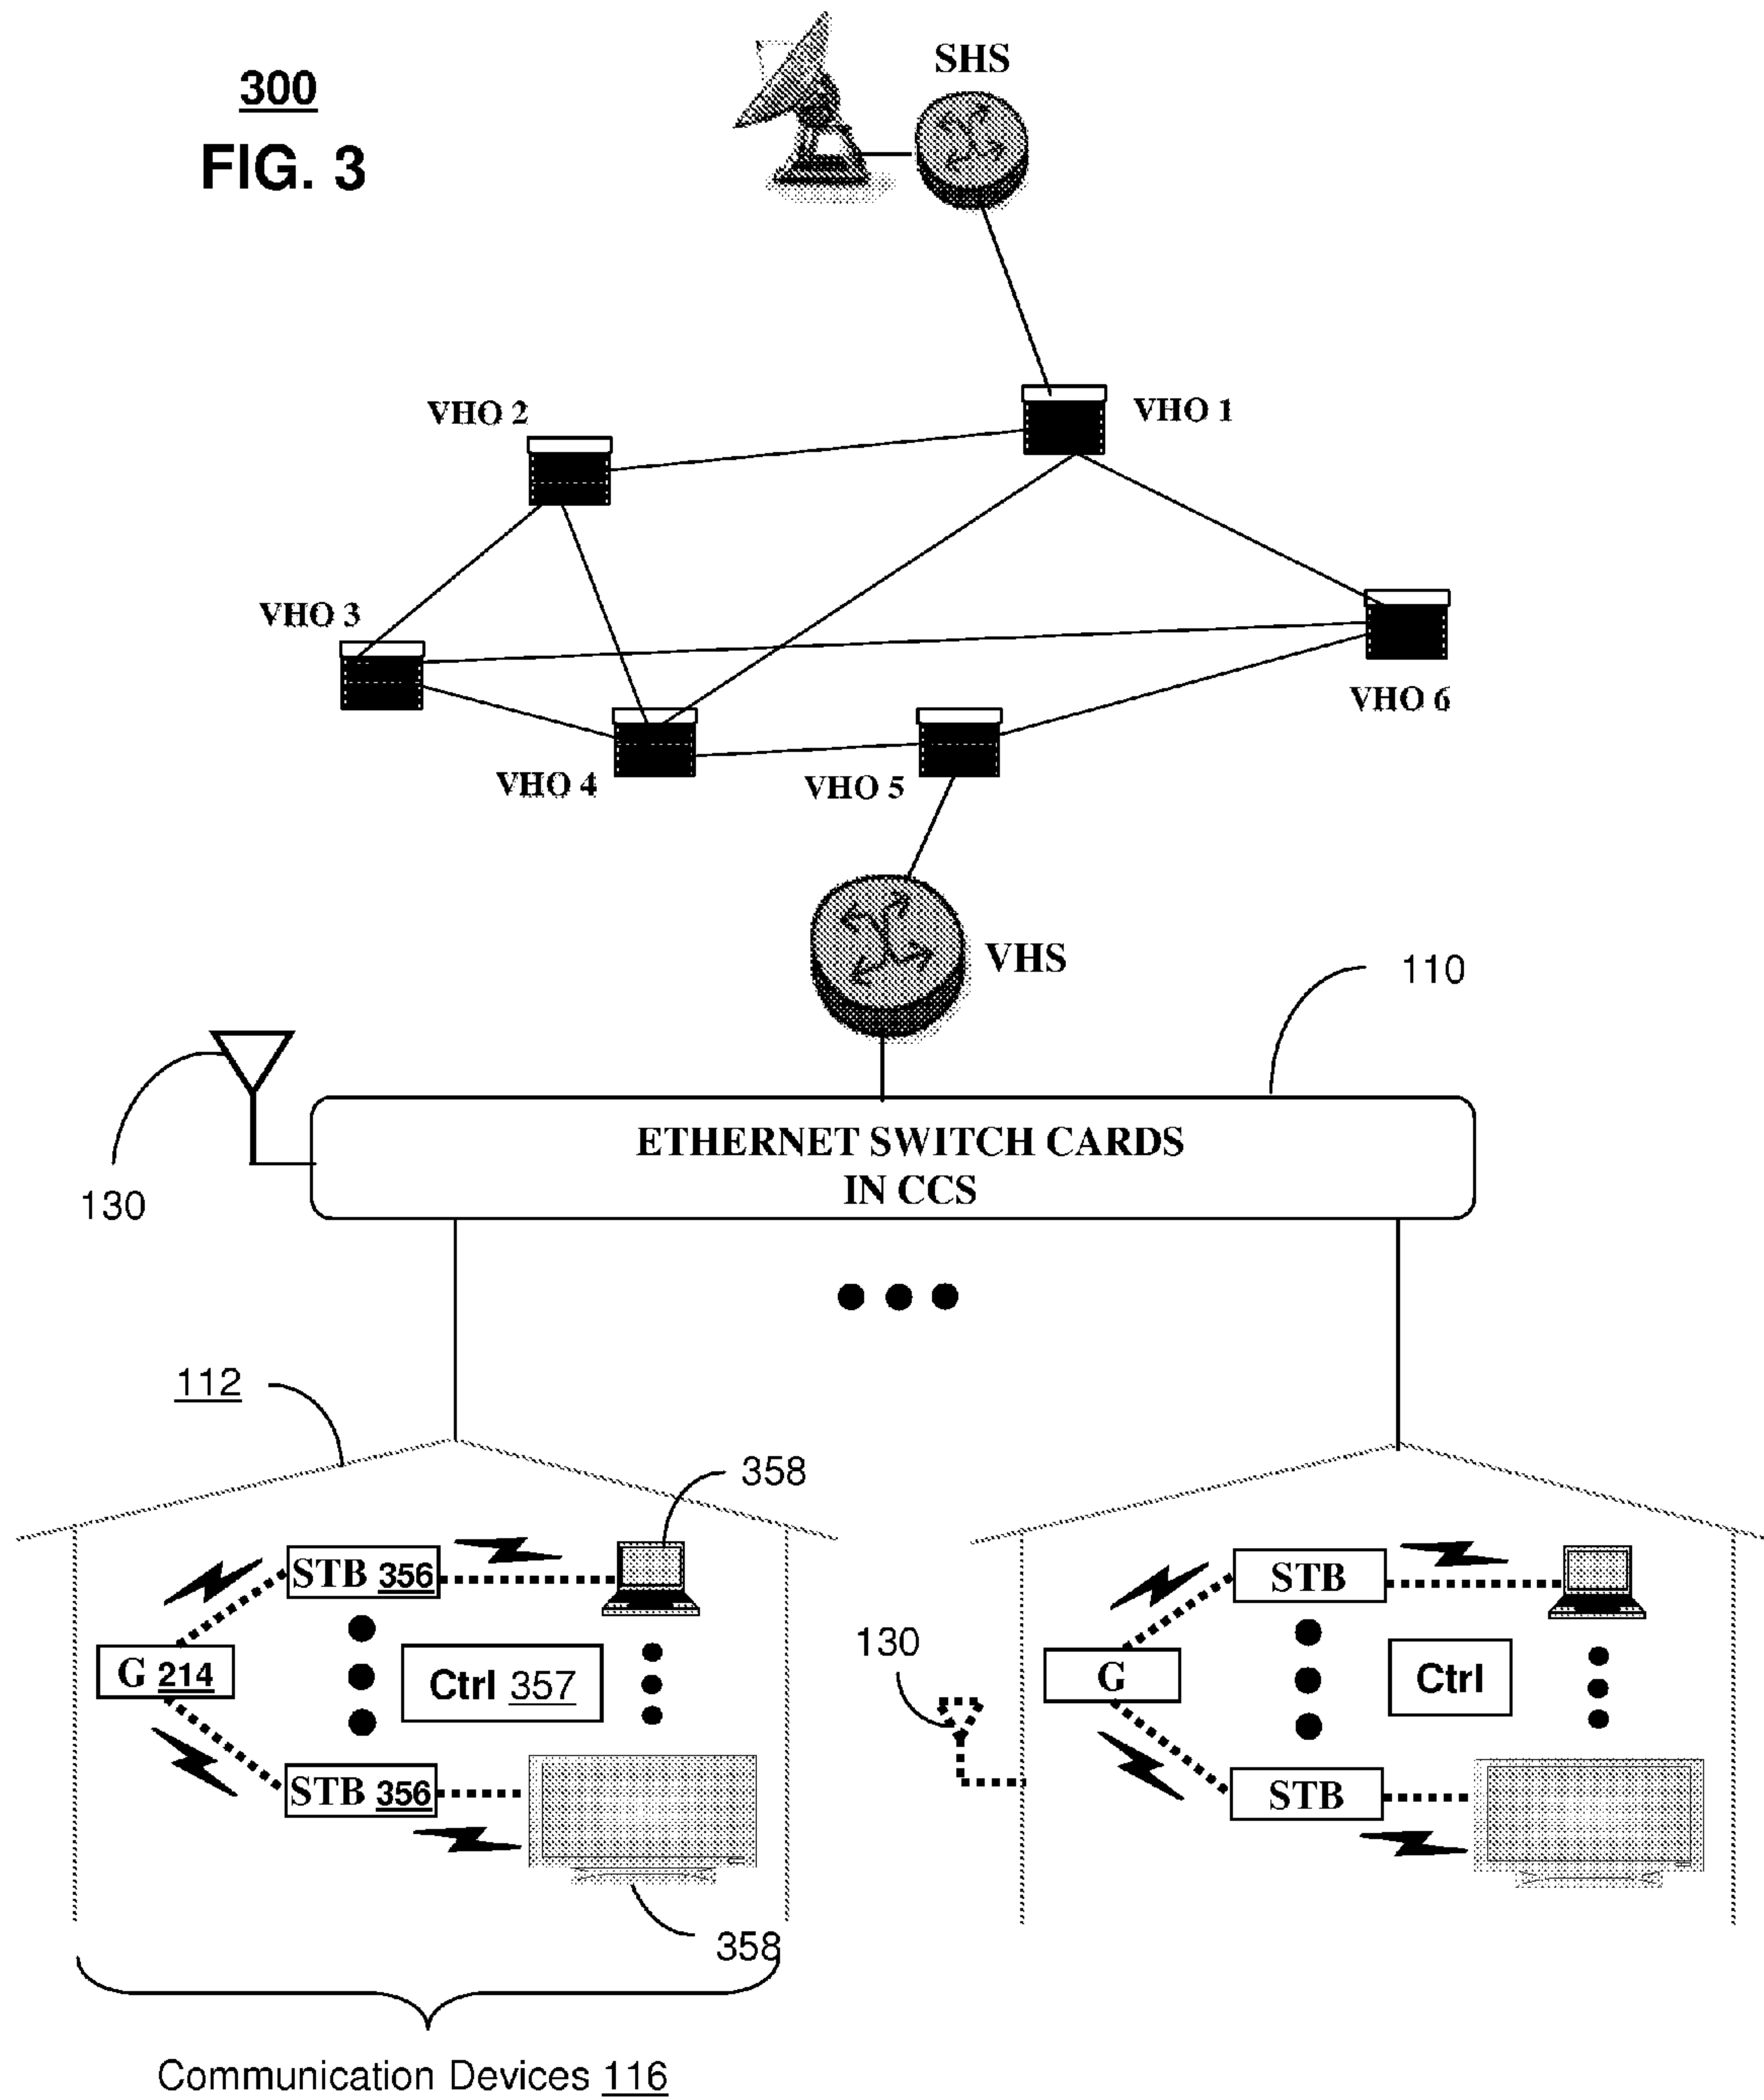 300
FIG. 3
SHS
VHO 2
VHO 1
VHO 3
VHO 6
VHO 4
VHO 5
VHS
110
130
ETHERNET SWITCH CARDS
IN CCS
112
358
STB 356
STB
G 214
Ctrl 357
130
G
Ctrl
STB 356
STB
358
Communication Devices 116